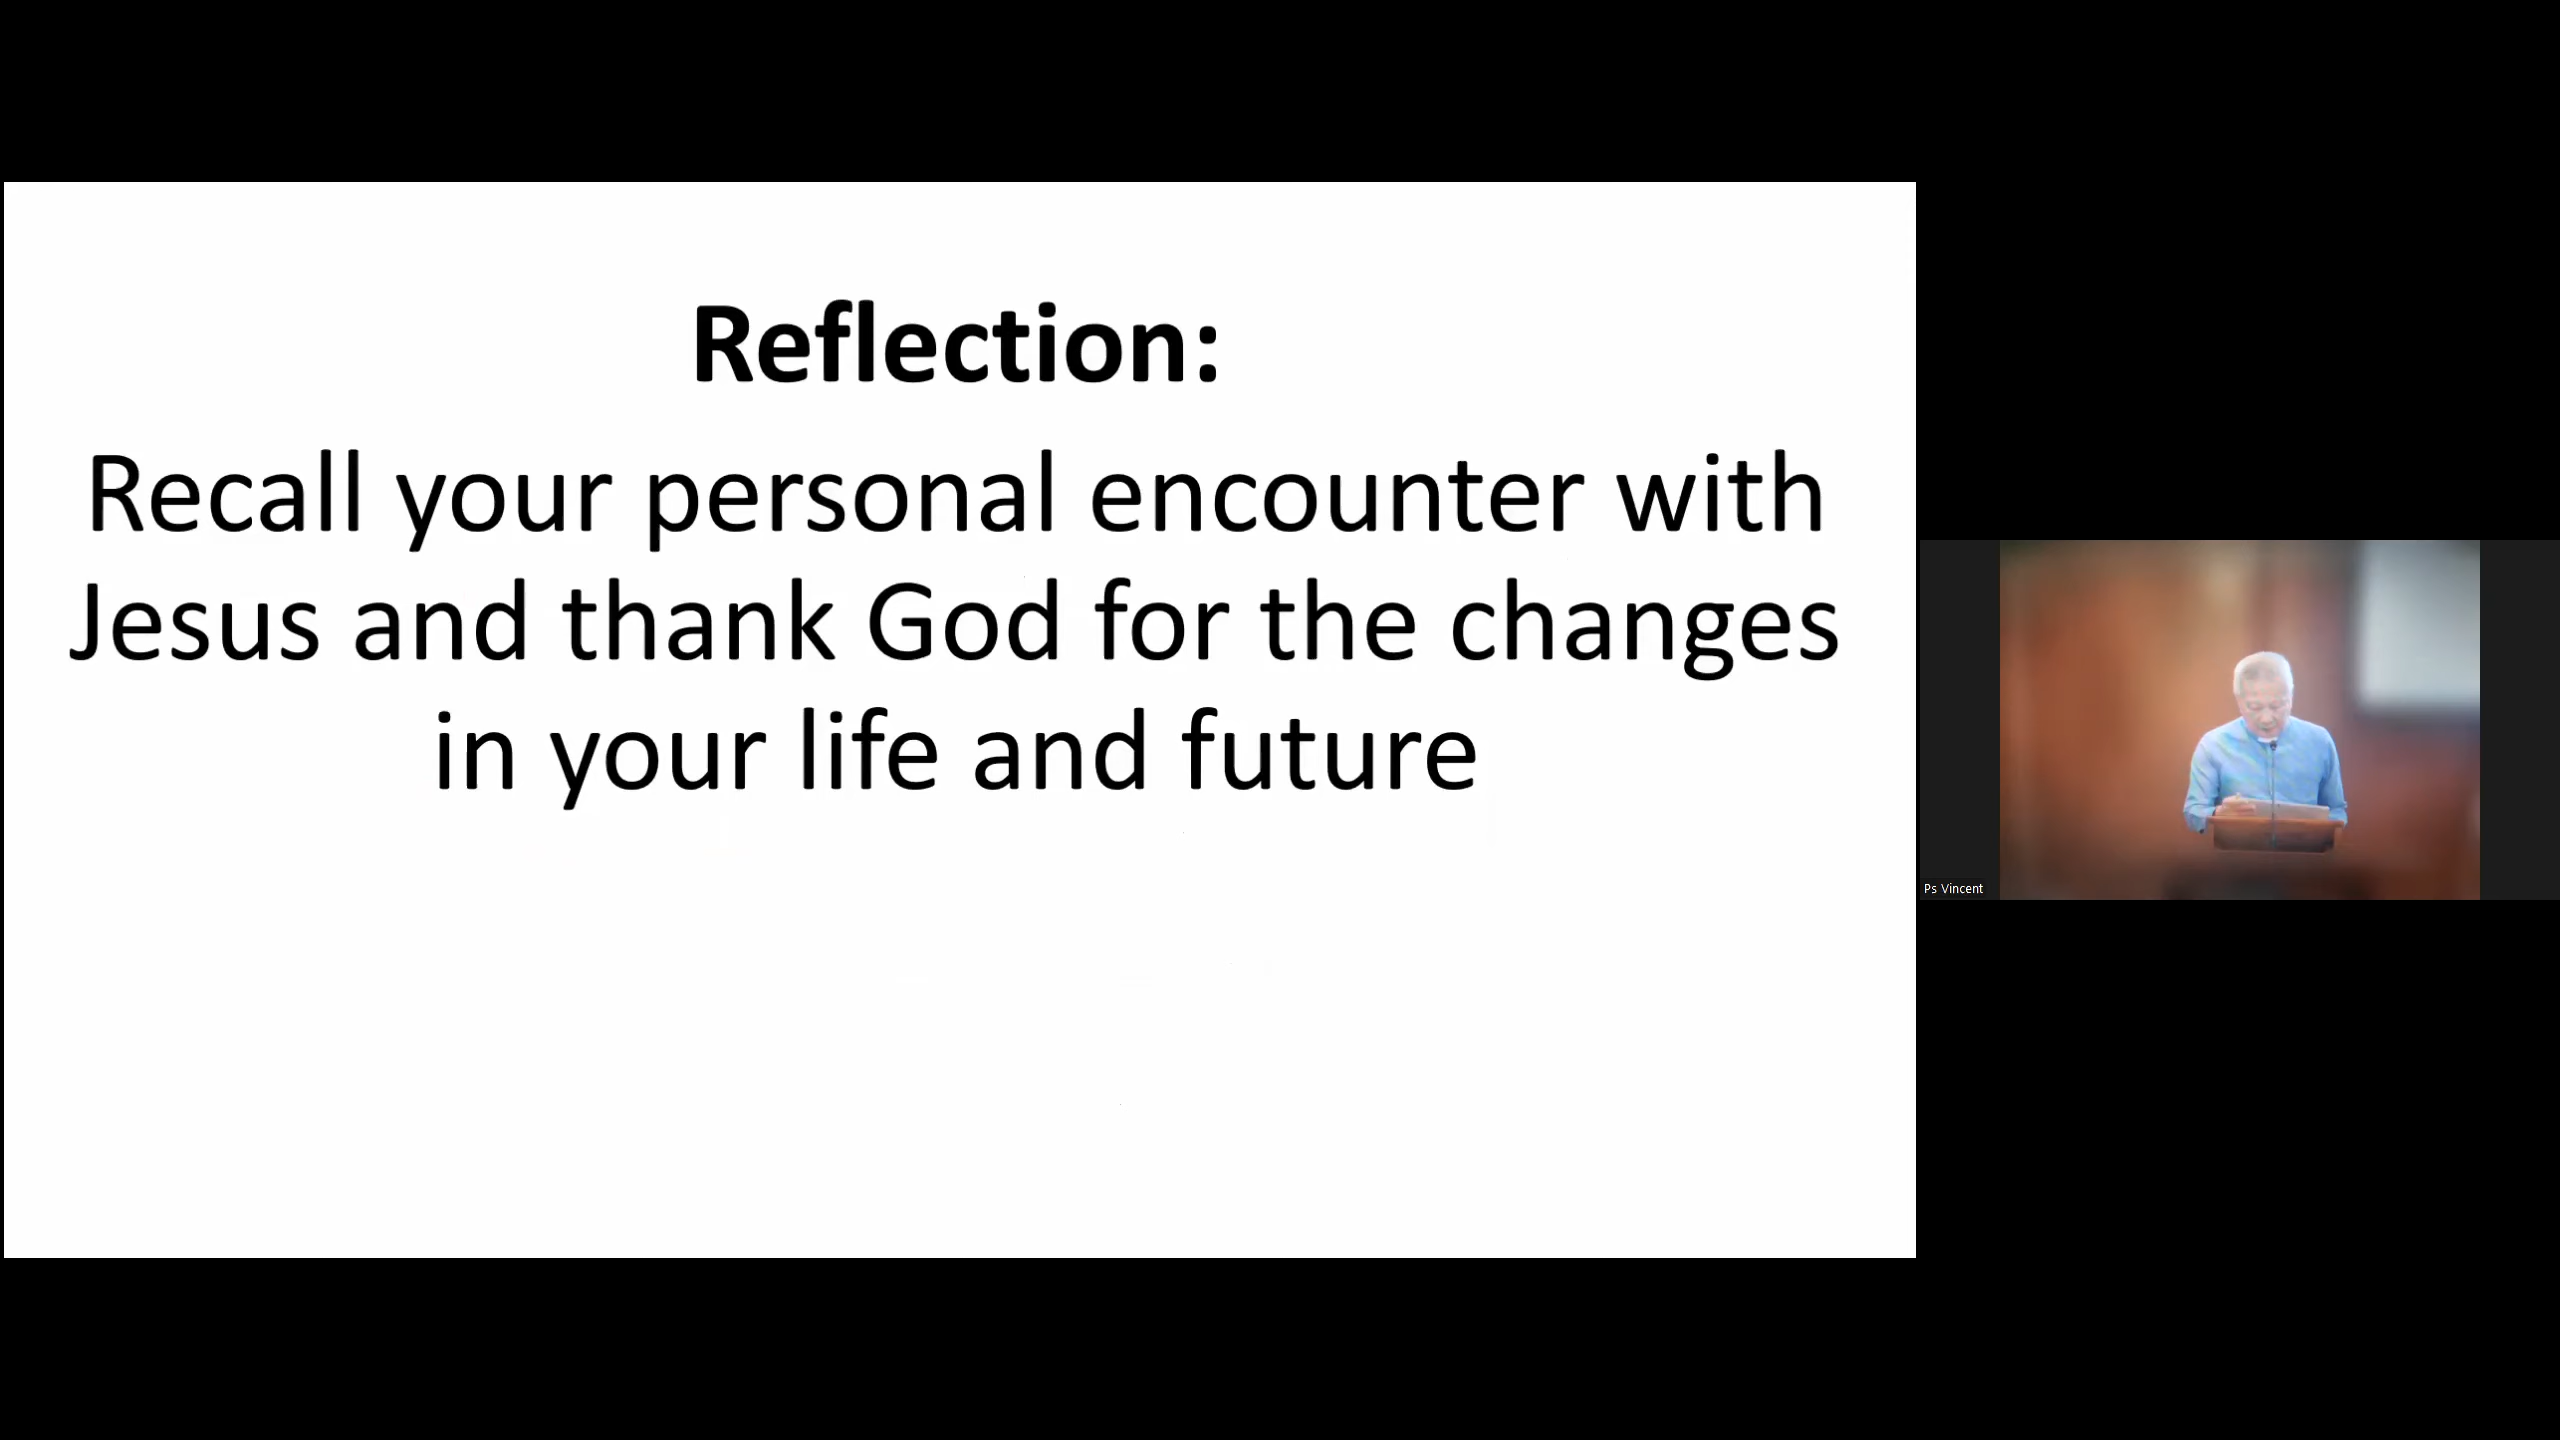 Reflection:
Recall your personal encounter with
Jesus and thank God for the changes
in your life and future
Ps Vincent